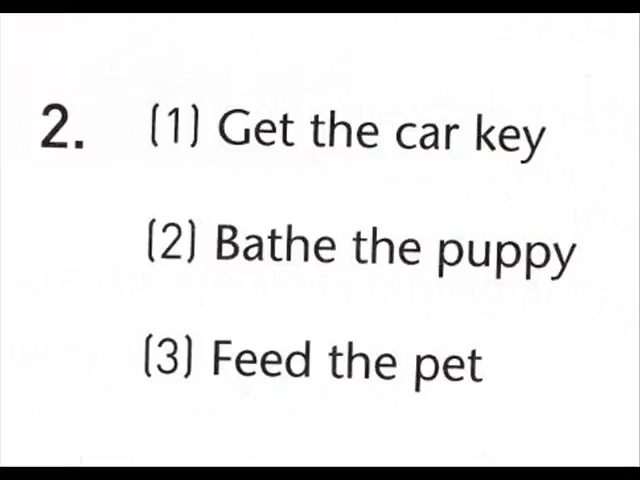 2. (1) Get the car key
(2) Bathe the puppy
(3) Feed the pet